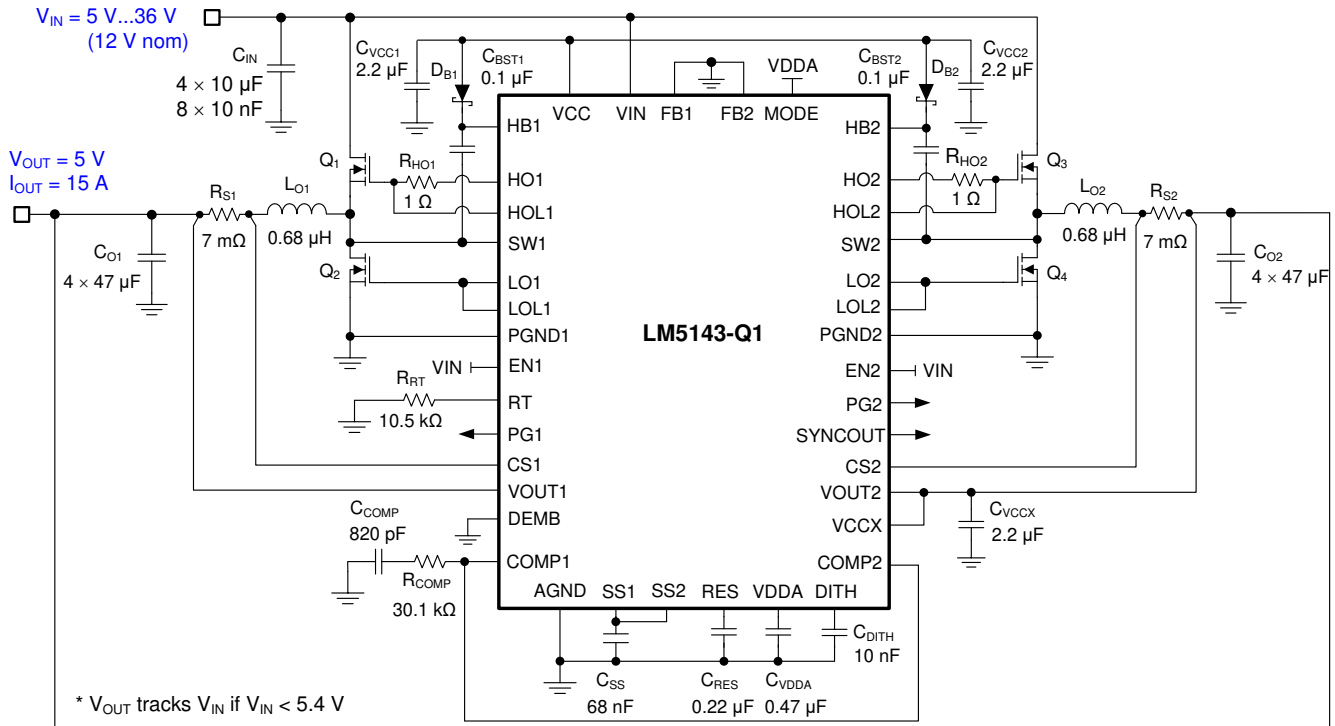 V_IN = 5 V...36 V
(12 V nom)
C_IN
4 × 10 µF
8 × 10 nF
C_VCC1
2.2 µF
D_B1
C_BST1
0.1 µF
VDDA
C_BST2
0.1 µF
D_B2
C_VCC2
2.2 µF
VCC
VIN
FB1
FB2
MODE
V_OUT = 5 V
I_OUT = 15 A
R_S1
7 mΩ
L_O1
0.68 µH
C_O1
4 × 47 µF
Q_1
Q_2
R_HO1
1 Ω
HB1
HO1
HOL1
SW1
LO1
LOL1
PGND1
EN1
VIN
RT
R_RT
10.5 kΩ
PG1
CS1
VOUT1
DEMB
COMP1
C_COMP
820 pF
R_COMP
30.1 kΩ
LM5143-Q1
HB2
HO2
HOL2
SW2
LO2
LOL2
PGND2
EN2
VIN
PG2
SYNCOUT
CS2
VOUT2
VCCX
COMP2
R_HO2
1 Ω
Q_3
Q_4
L_O2
0.68 µH
R_S2
7 mΩ
C_O2
4 × 47 µF
C_VCCX
2.2 µF
AGND
SS1
SS2
RES
VDDA
DITH
C_DITH
10 nF
C_SS
68 nF
C_RES
0.22 µF
C_VDDA
0.47 µF
* V_OUT tracks V_IN if V_IN < 5.4 V